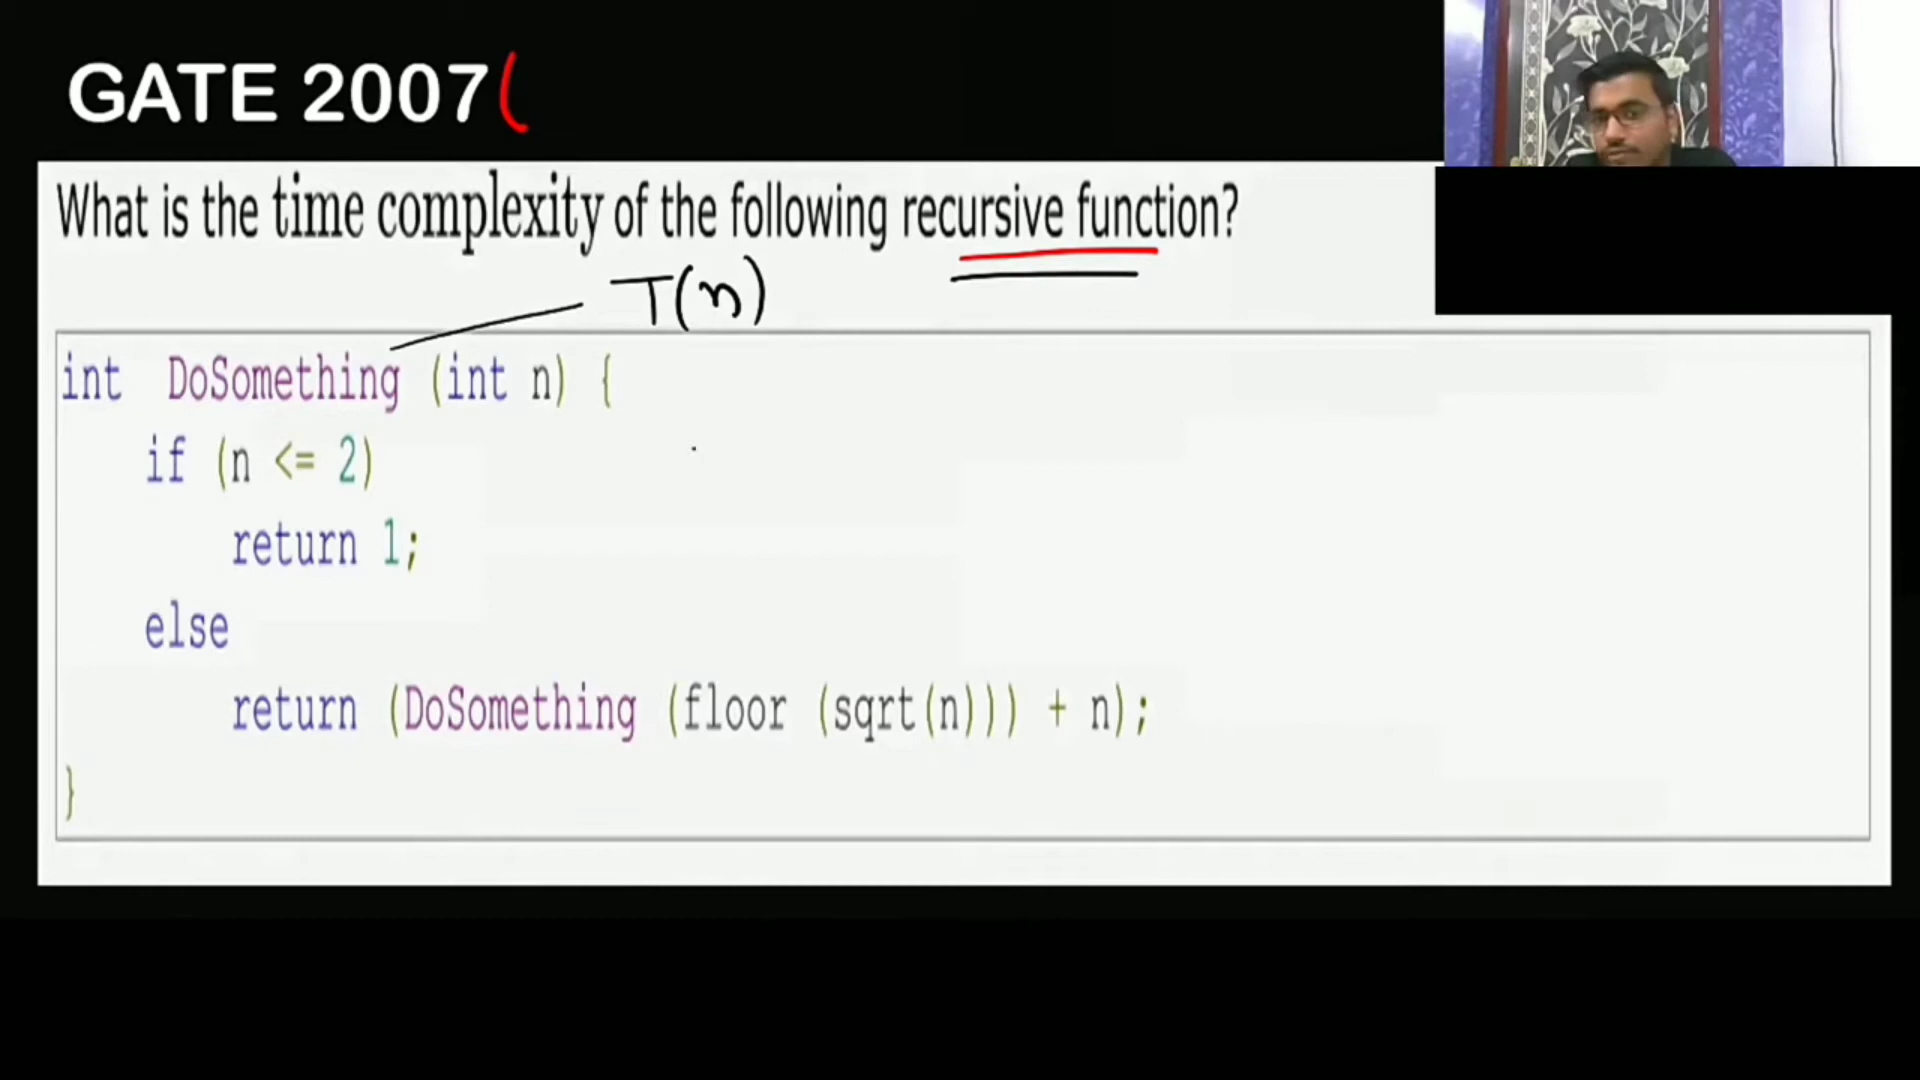 GATE 2007(
What is the time complexity of the following recursive function?
T(n)
int DoSomething (int n) {
if (n <= 2)
return 1;
else
return (DoSomething (floor (sqrt(n))) + n);
}